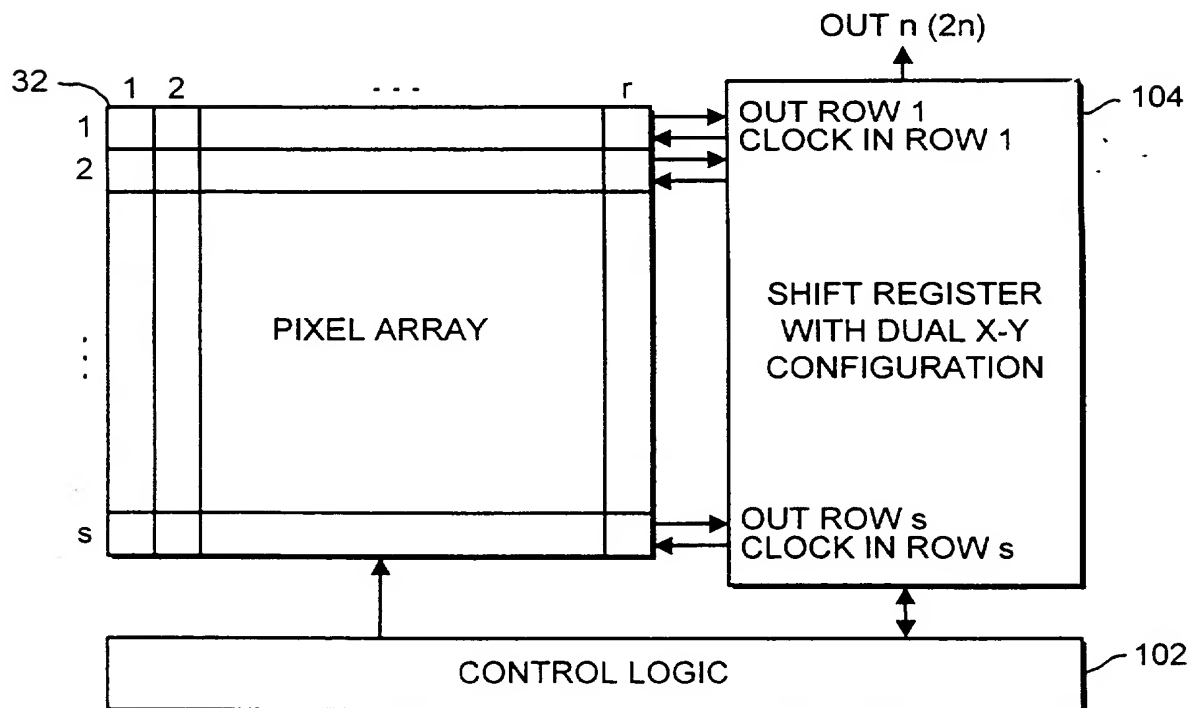 OUT n (2n)
32
1 2 . . . r
104
1
OUT ROW 1
CLOCK IN ROW 1
2
PIXEL ARRAY
SHIFT REGISTER
WITH DUAL X-Y
CONFIGURATION
. . .
s
OUT ROW s
CLOCK IN ROW s
CONTROL LOGIC
102